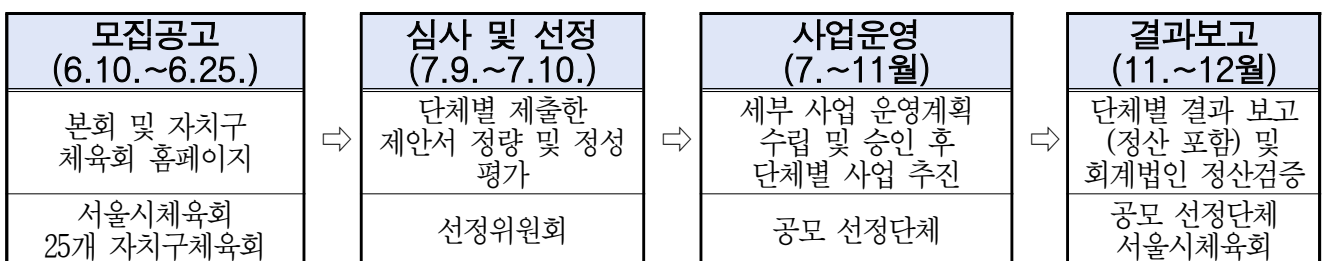 모집공고
(6.10.~6.25.)
본회 및 자치구
체육회 홈페이지
서울시체육회
25개 자치구체육회
⇨
심사 및 선정
(7.9.~7.10.)
단체별 제출한
제안서 정량 및 정성
평가
선정위원회
⇨
사업운영
(7.~11월)
세부 사업 운영계획
수립 및 승인 후
단체별 사업 추진
공모 선정단체
⇨
결과보고
(11.~12월)
단체별 결과 보고
(정산 포함) 및
회계법인 정산검증
공모 선정단체
서울시체육회